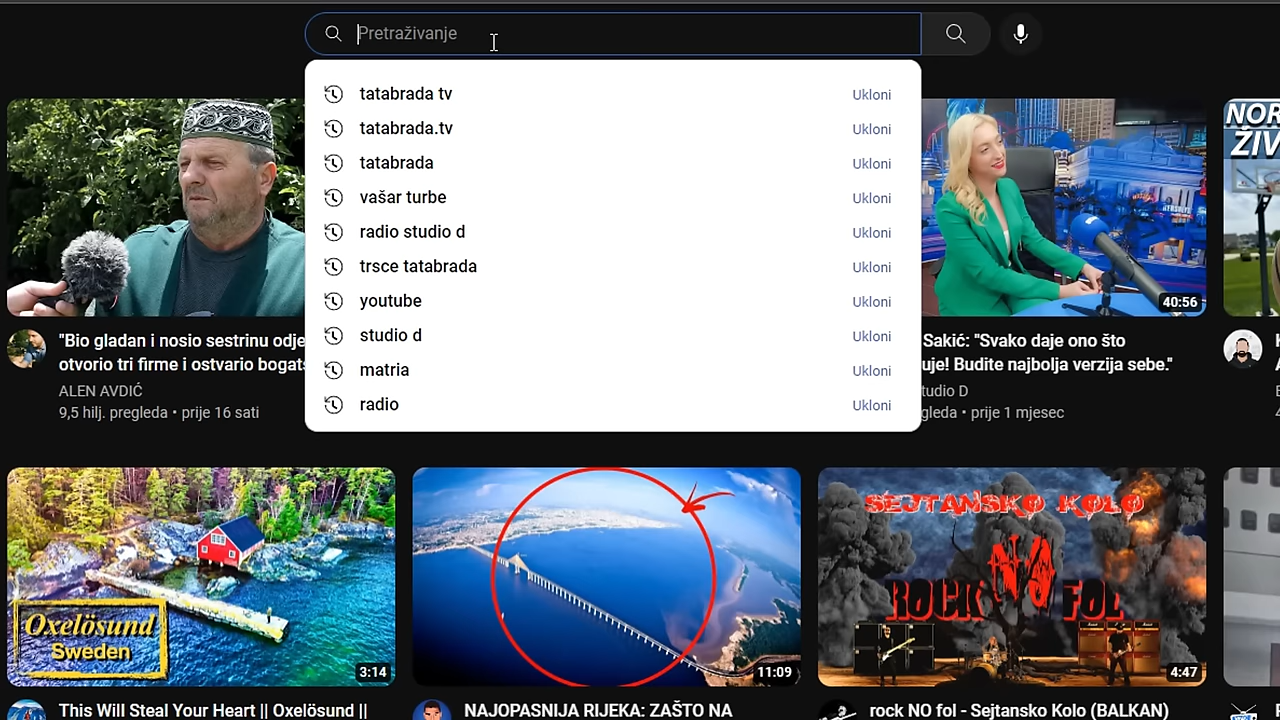 Pretraživanje
tatabrada tv Ukloni
tatabrada.tv Ukloni
tatabrada Ukloni
vašar turbe Ukloni
radio studio d Ukloni
trsce tatabrada Ukloni
youtube Ukloni
studio d Ukloni
matria Ukloni
radio Ukloni
NOR
ŽIV
40:56
"Bio gladan i nosio sestrinu odje
otvorio tri firme i ostvario bogats
ALEN AVDIĆ
9,5 hilj. pregleda • prije 16 sati
Sakić: "Svako daje ono što
uje! Budite najbolja verzija sebe."
tudio D
gleda • prije 1 mjesec
Oxelösund
Sweden
3:14
11:09
SEJTANSKO KOLO
ROCK NO FOL
4:47
This Will Steal Your Heart || Oxelösund ||
NAJOPASNIJA RIJEKA: ZAŠTO NA
rock NO fol - Sejtansko Kolo (BALKAN)